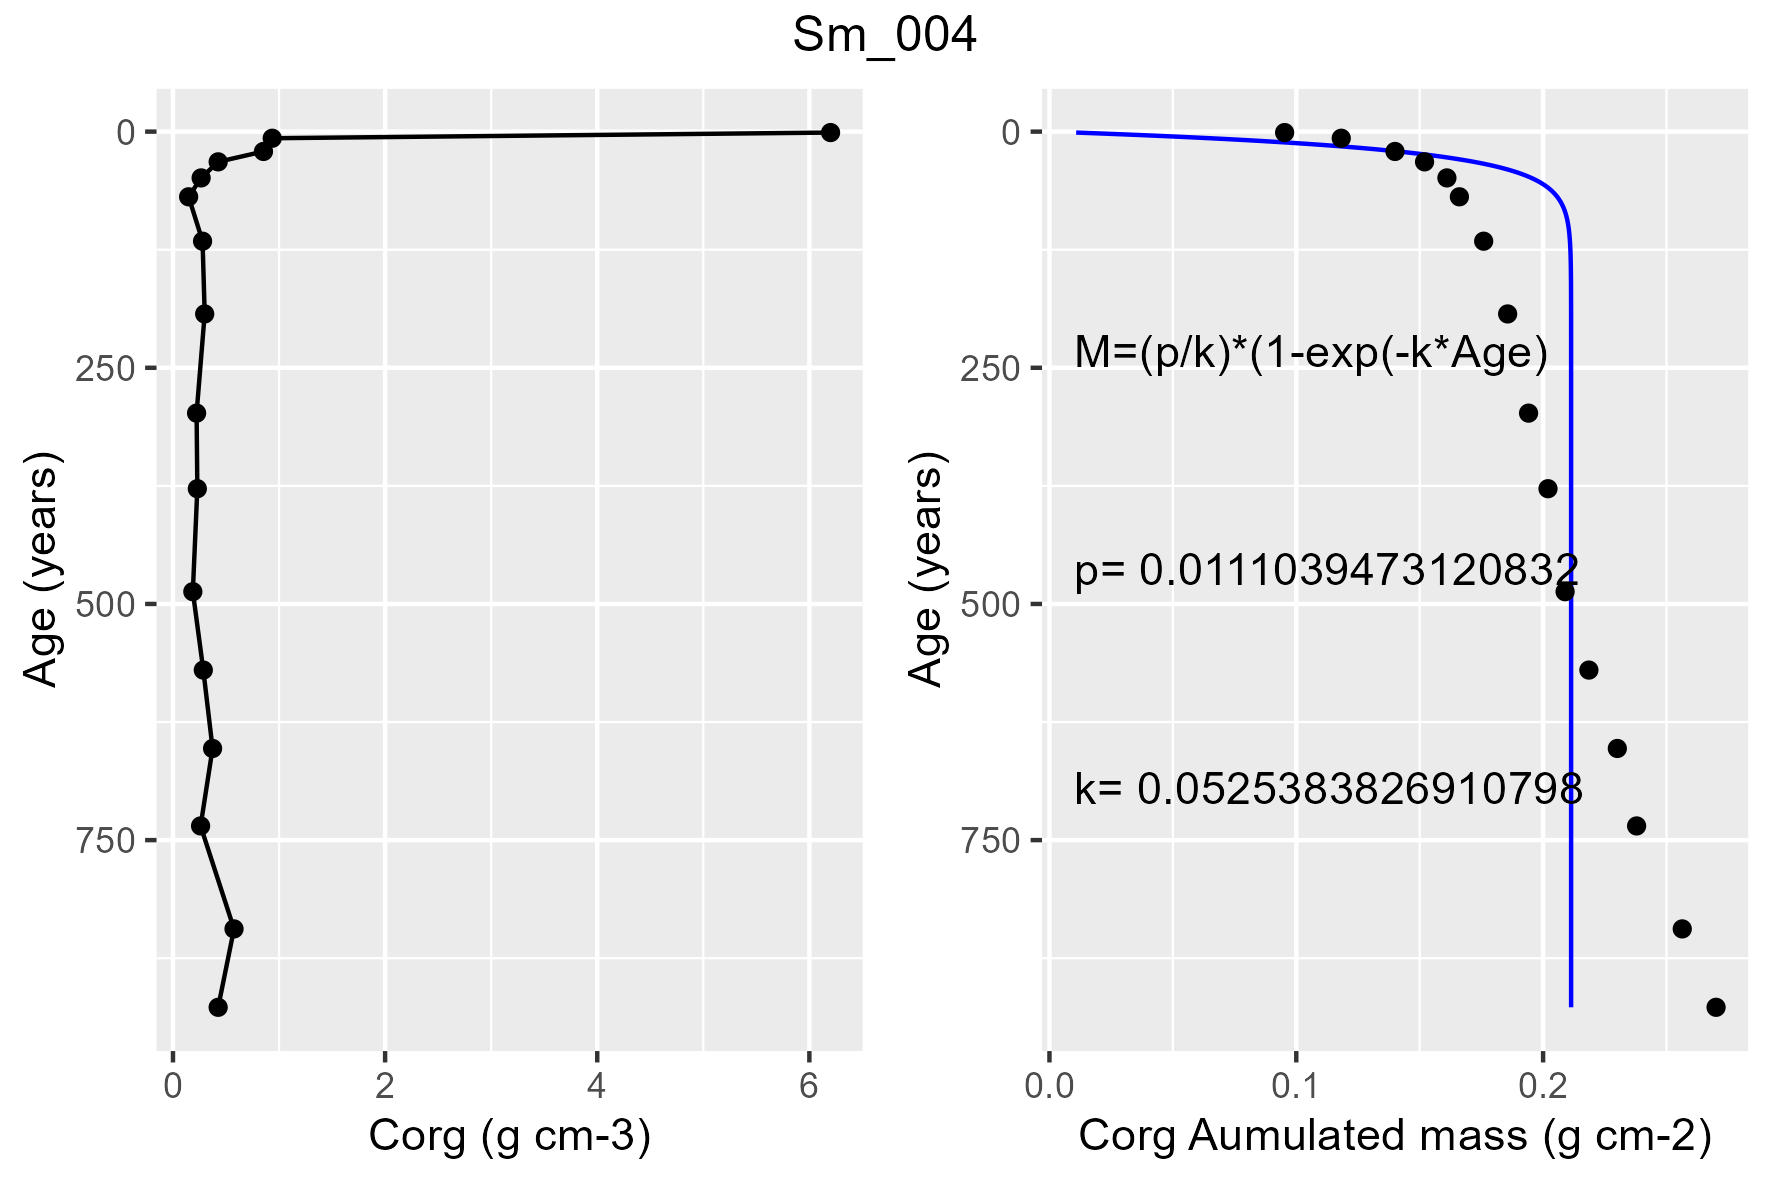 Sm_004
0
250
500
750
Age (years)
0
2
4
6
Corg (g cm-3)
0
250
500
750
Age (years)
M=(p/k)*(1-exp(-k*Age)
p= 0.0111039473120832
k= 0.0525383826910798
0.0
0.1
0.2
Corg Aumulated mass (g cm-2)